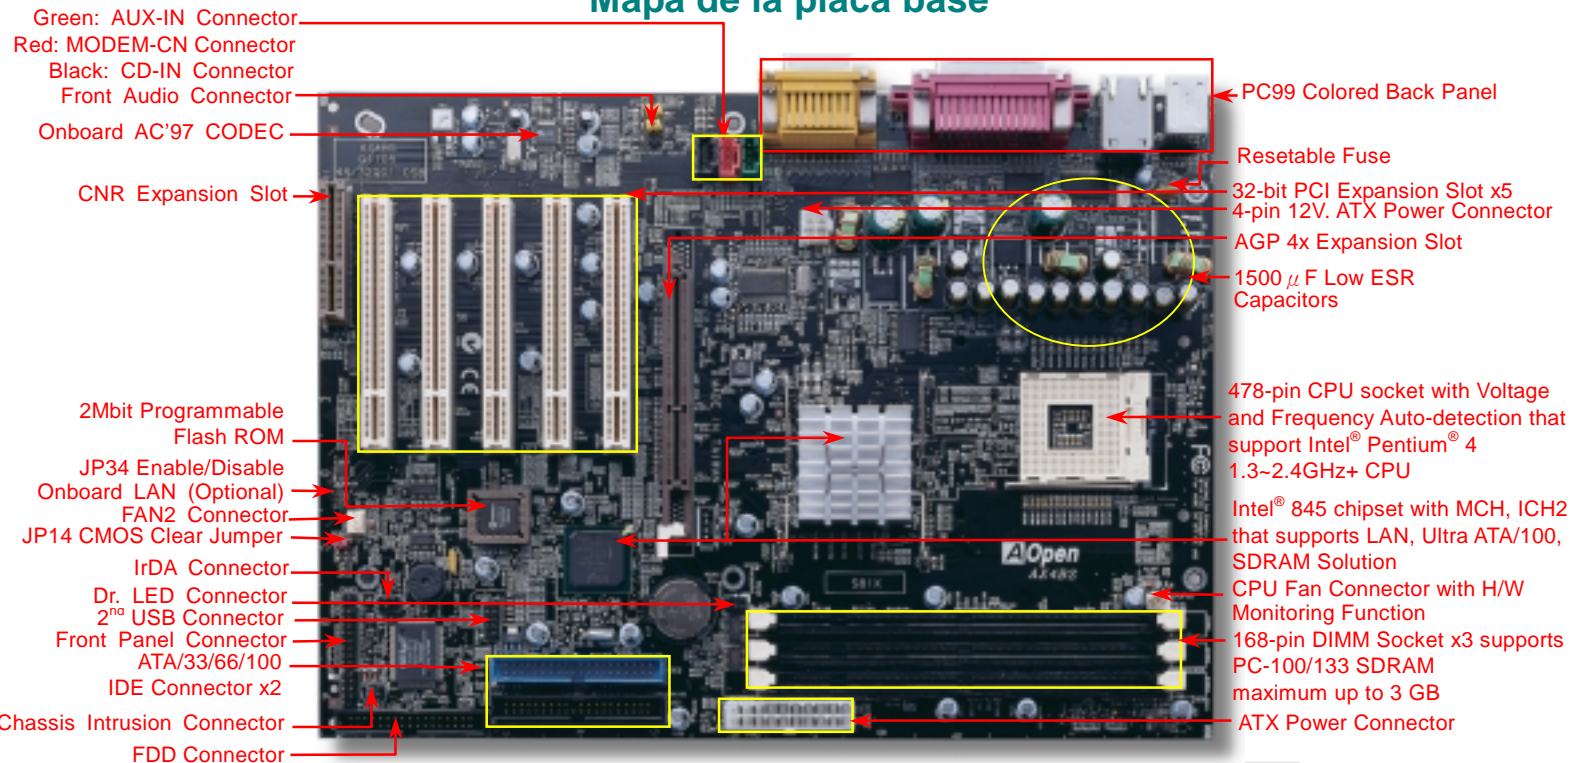 Mapa de la placa base
Green: AUX-IN Connector
Red: MODEM-CN Connector
Black: CD-IN Connector
Front Audio Connector
Onboard AC'97 CODEC
CNR Expansion Slot
2Mbit Programmable
Flash ROM
JP34 Enable/Disable
Onboard LAN (Optional)
FAN2 Connector
JP14 CMOS Clear Jumper
IrDA Connector
Dr. LED Connector
2nd USB Connector
Front Panel Connector
ATA/33/66/100
IDE Connector x2
Chassis Intrusion Connector
FDD Connector
PC99 Colored Back Panel
Resetable Fuse
32-bit PCI Expansion Slot x5
4-pin 12V. ATX Power Connector
AGP 4x Expansion Slot
1500 μF Low ESR
Capacitors
478-pin CPU socket with Voltage
and Frequency Auto-detection that
support Intel® Pentium® 4
1.3~2.4GHz+ CPU
Intel® 845 chipset with MCH, ICH2
that supports LAN, Ultra ATA/100,
SDRAM Solution
CPU Fan Connector with H/W
Monitoring Function
168-pin DIMM Socket x3 supports
PC-100/133 SDRAM
maximum up to 3 GB
ATX Power Connector
AOpen